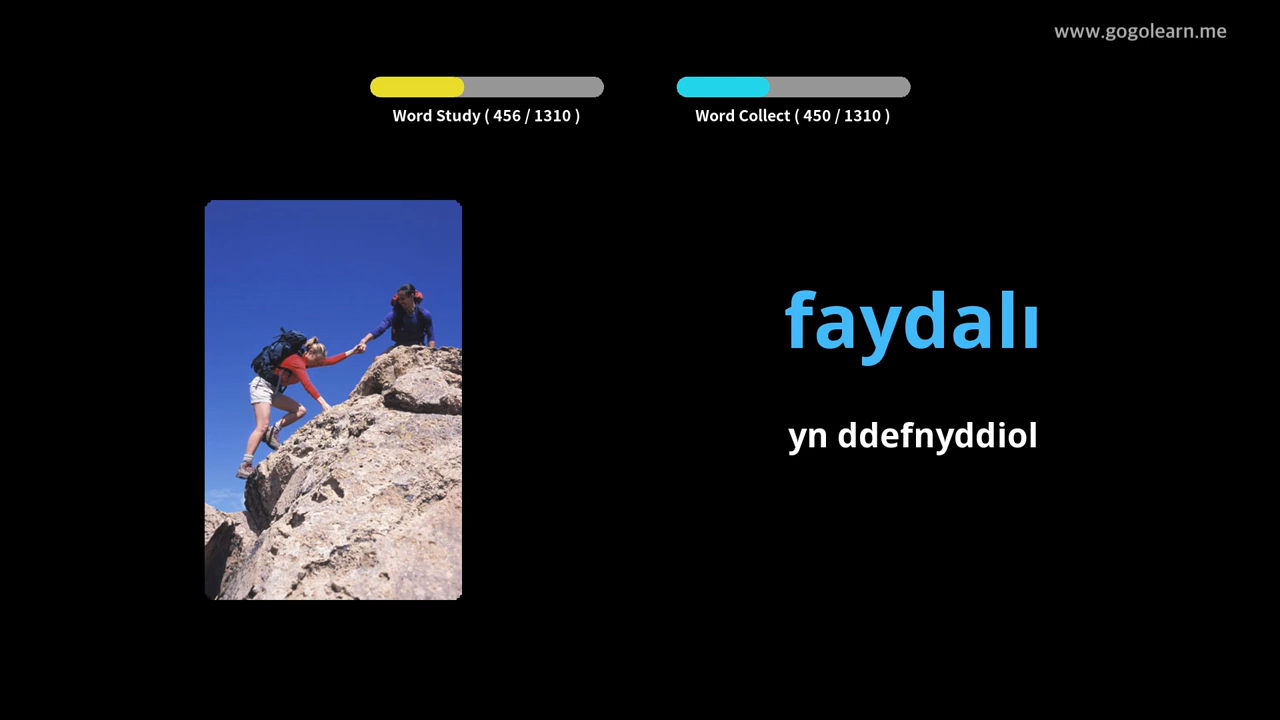 www.gogolearn.me
Word Study ( 456 / 1310 )
Word Collect ( 450 / 1310 )
faydalı
yn ddefnyddiol